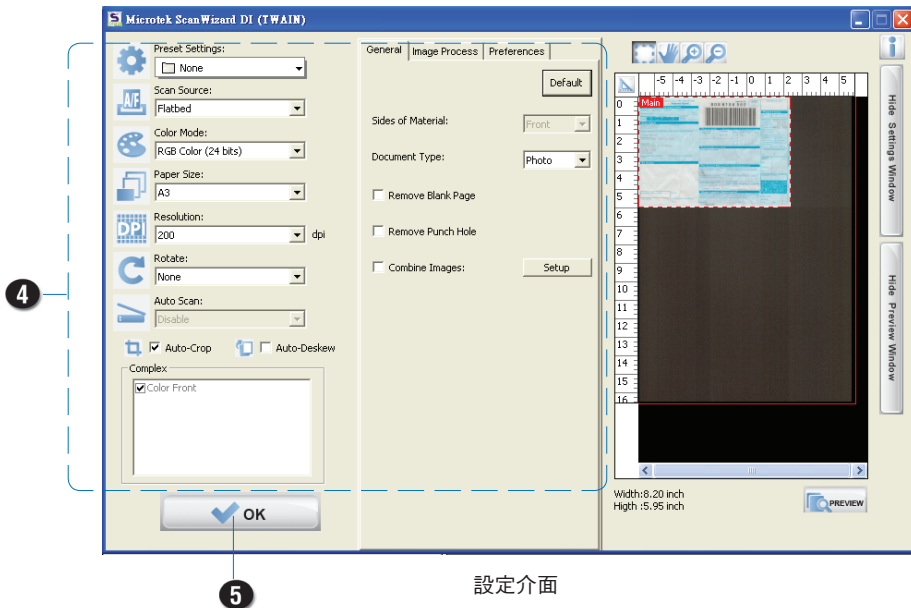 Microtek ScanWizard DI (TWAIN)
Preset Settings:
None
Scan Source:
A/F
Flatbed
Color Mode:
RGB Color (24 bits)
Paper Size:
A3
Resolution:
DPI
200
dpi
Rotate:
None
Auto Scan:
Disable
Auto-Crop
Auto-Deskew
Complex
Color Front
OK
4
5
General
Image Process
Preferences
Default
Sides of Material:
Front
Document Type:
Photo
Remove Blank Page
Remove Punch Hole
Combine Images:
Setup
-5 -4 -3 -2 -1 0 1 2 3 4 5
0
1
2
3
4
5
6
7
8
9
10
11
12
13
14
15
16
Main
Width:8.20 inch
Higth :5.95 inch
PREVIEW
i
Hide Settings Window
Hide Preview Window
設定介面